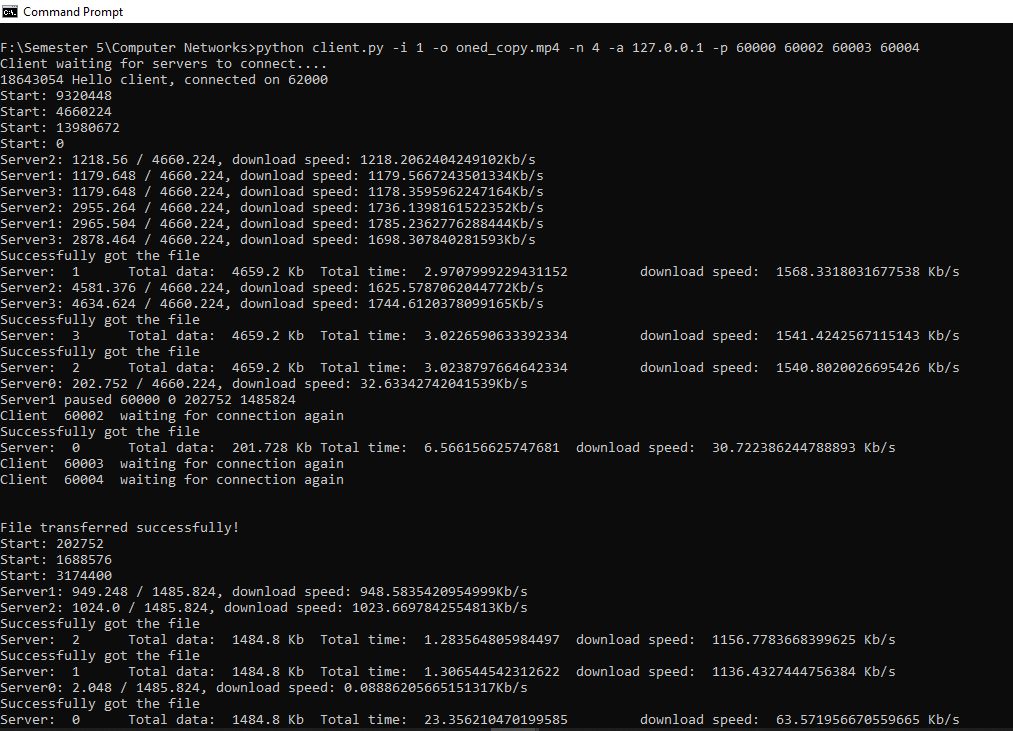 Command Prompt
F:\Semester 5\Computer Networks>python client.py -i 1 -o oned_copy.mp4 -n 4 -a 127.0.0.1 -p 60000 60002 60003 60004
Client waiting for servers to connect....
18643054 Hello client, connected on 62000
Start: 9320448
Start: 4660224
Start: 13980672
Start: 0
Server2: 1218.56 / 4660.224, download speed: 1218.2062404249102Kb/s
Server1: 1179.648 / 4660.224, download speed: 1179.5667243501334Kb/s
Server3: 1179.648 / 4660.224, download speed: 1178.3595962247164Kb/s
Server2: 2955.264 / 4660.224, download speed: 1736.1398161522352Kb/s
Server1: 2965.504 / 4660.224, download speed: 1785.2362776288444Kb/s
Server3: 2878.464 / 4660.224, download speed: 1698.307840281593Kb/s
Successfully got the file
Server:  1      Total data:  4659.2 Kb  Total time:  2.9707999229431152         download speed:  1568.3318031677538 Kb/s
Server2: 4581.376 / 4660.224, download speed: 1625.5787062044772Kb/s
Server3: 4634.624 / 4660.224, download speed: 1744.6120378099165Kb/s
Successfully got the file
Server:  3      Total data:  4659.2 Kb  Total time:  3.0226590633392334         download speed:  1541.4242567115143 Kb/s
Successfully got the file
Server:  2      Total data:  4659.2 Kb  Total time:  3.0238797664642334         download speed:  1540.8020026695426 Kb/s
Server0: 202.752 / 4660.224, download speed: 32.63342742041539Kb/s
Server1 paused 60000 0 202752 1485824
Client  60002  waiting for connection again
Successfully got the file
Server:  0      Total data:  201.728 Kb Total time:  6.566156625747681  download speed:  30.722386244788893 Kb/s
Client  60003  waiting for connection again
Client  60004  waiting for connection again
File transferred successfully!
Start: 202752
Start: 1688576
Start: 3174400
Server1: 949.248 / 1485.824, download speed: 948.5835420954999Kb/s
Server2: 1024.0 / 1485.824, download speed: 1023.6697842554813Kb/s
Successfully got the file
Server:  2      Total data:  1484.8 Kb  Total time:  1.283564805984497  download speed:  1156.7783668399625 Kb/s
Successfully got the file
Server:  1      Total data:  1484.8 Kb  Total time:  1.306544542312622  download speed:  1136.4327444756384 Kb/s
Server0: 2.048 / 1485.824, download speed: 0.08886205665151317Kb/s
Successfully got the file
Server:  0      Total data:  1484.8 Kb  Total time:  23.356210470199585         download speed:  63.571956670559665 Kb/s